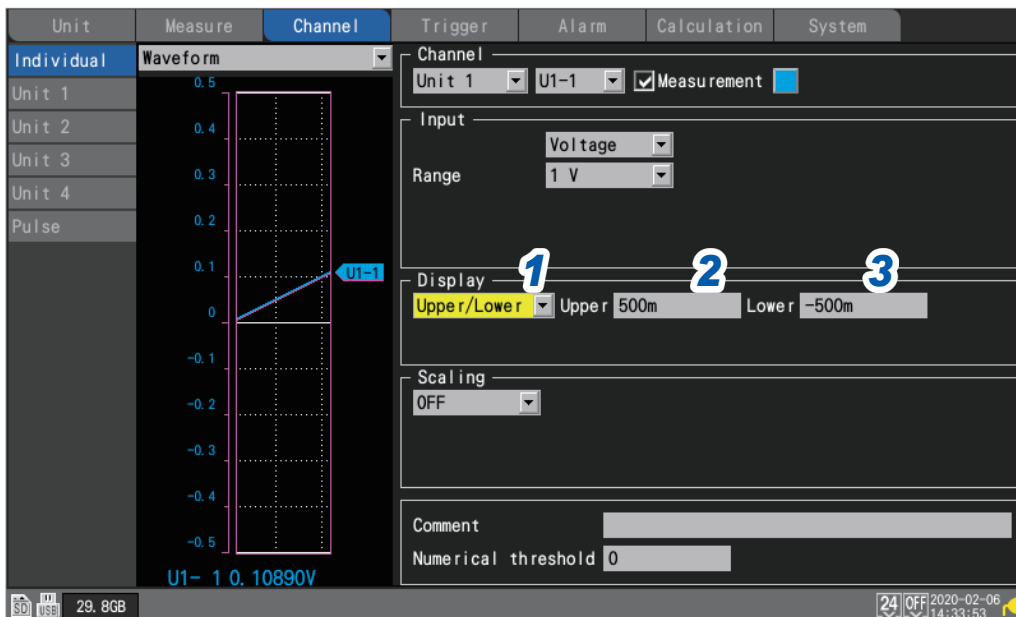 Unit Measure Channel Trigger Alarm Calculation System
Individual
Unit 1
Unit 2
Unit 3
Unit 4
Pulse
Waveform
0.5
0.4
0.3
0.2
0.1
0
-0.1
-0.2
-0.3
-0.4
-0.5
U1-1
U1- 1 0.10890V
Channel
Unit 1 U1-1 Measurement
Input
Voltage
Range 1 V
1 2 3
Display
Upper/Lower Upper 500m Lower -500m
Scaling
OFF
Comment
Numerical threshold 0
SD USB 29.8GB 24 OFF 2020-02-06
14:33:53